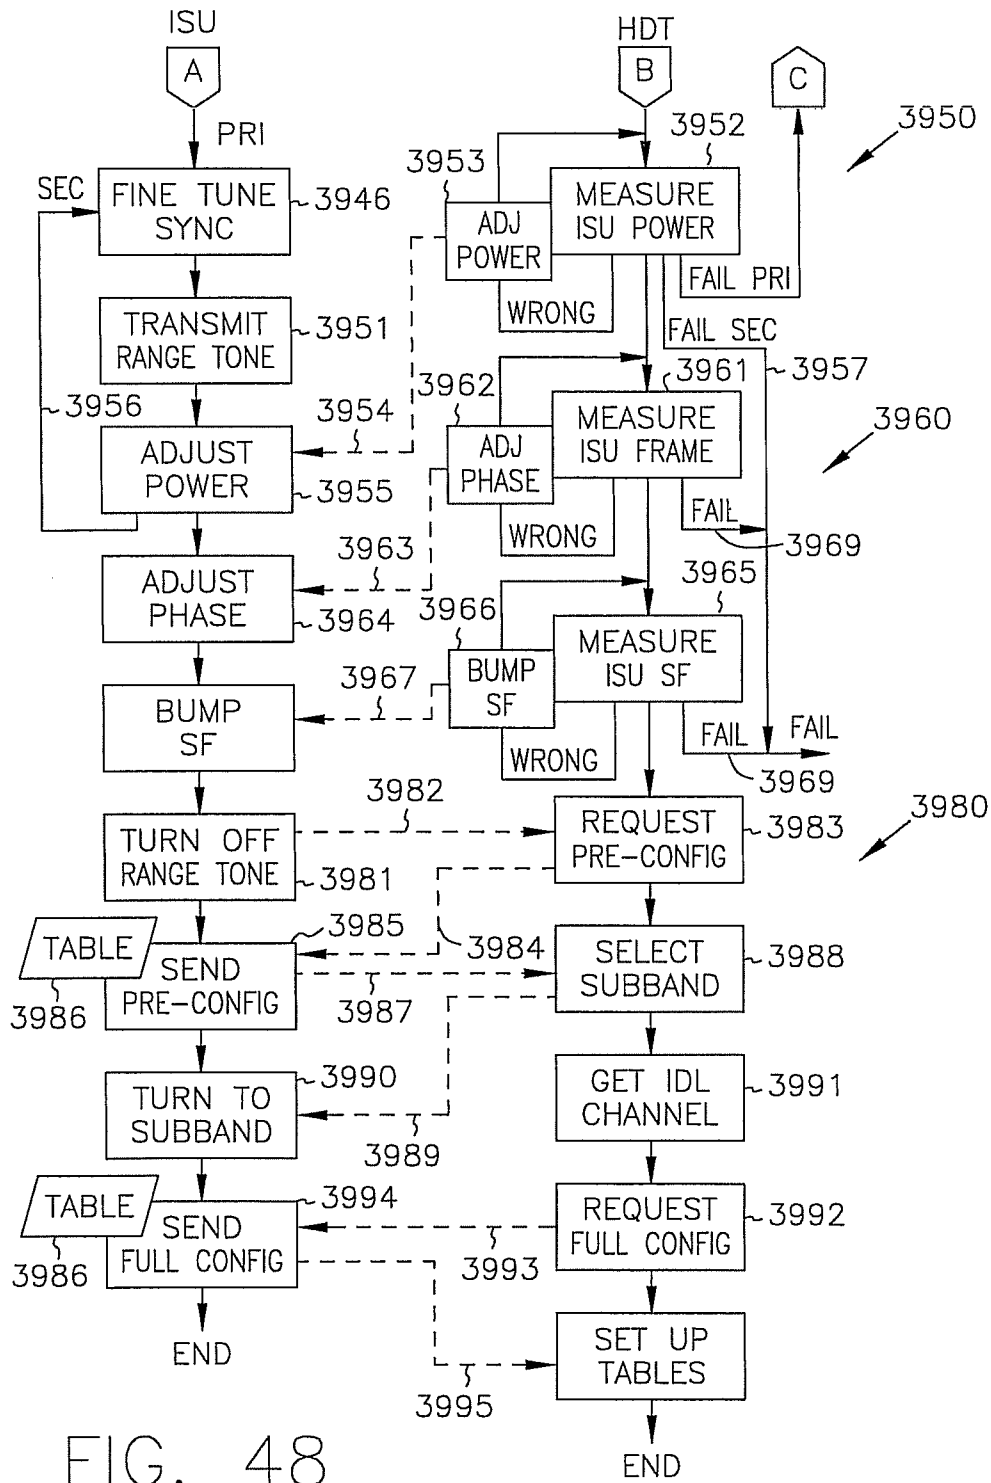 ISU
HDT
A
B
C
PRI
3952
3950
3953
SEC
FINE TUNE
SYNC
3946
ADJ
POWER
MEASURE
ISU POWER
FAIL PRI
WRONG
TRANSMIT
RANGE TONE
3951
FAIL SEC
3961
3957
3956
3954
3962
3960
ADJUST
POWER
3955
ADJ
PHASE
MEASURE
ISU FRAME
FAIL
WRONG
3969
3963
3965
ADJUST
PHASE
3964
3966
MEASURE
ISU SF
3967
BUMP
SF
BUMP
SF
FAIL
FAIL
WRONG
3969
3982
3980
TURN OFF
RANGE TONE
3981
REQUEST
PRE-CONFIG
3983
3985
3984
TABLE
SEND
PRE-CONFIG
3986
3987
SELECT
SUBBAND
3988
3990
TURN TO
SUBBAND
3989
GET IDL
CHANNEL
3991
3994
TABLE
SEND
FULL CONFIG
3986
3993
REQUEST
FULL CONFIG
3992
END
3995
SET UP
TABLES
END
FIG. 48